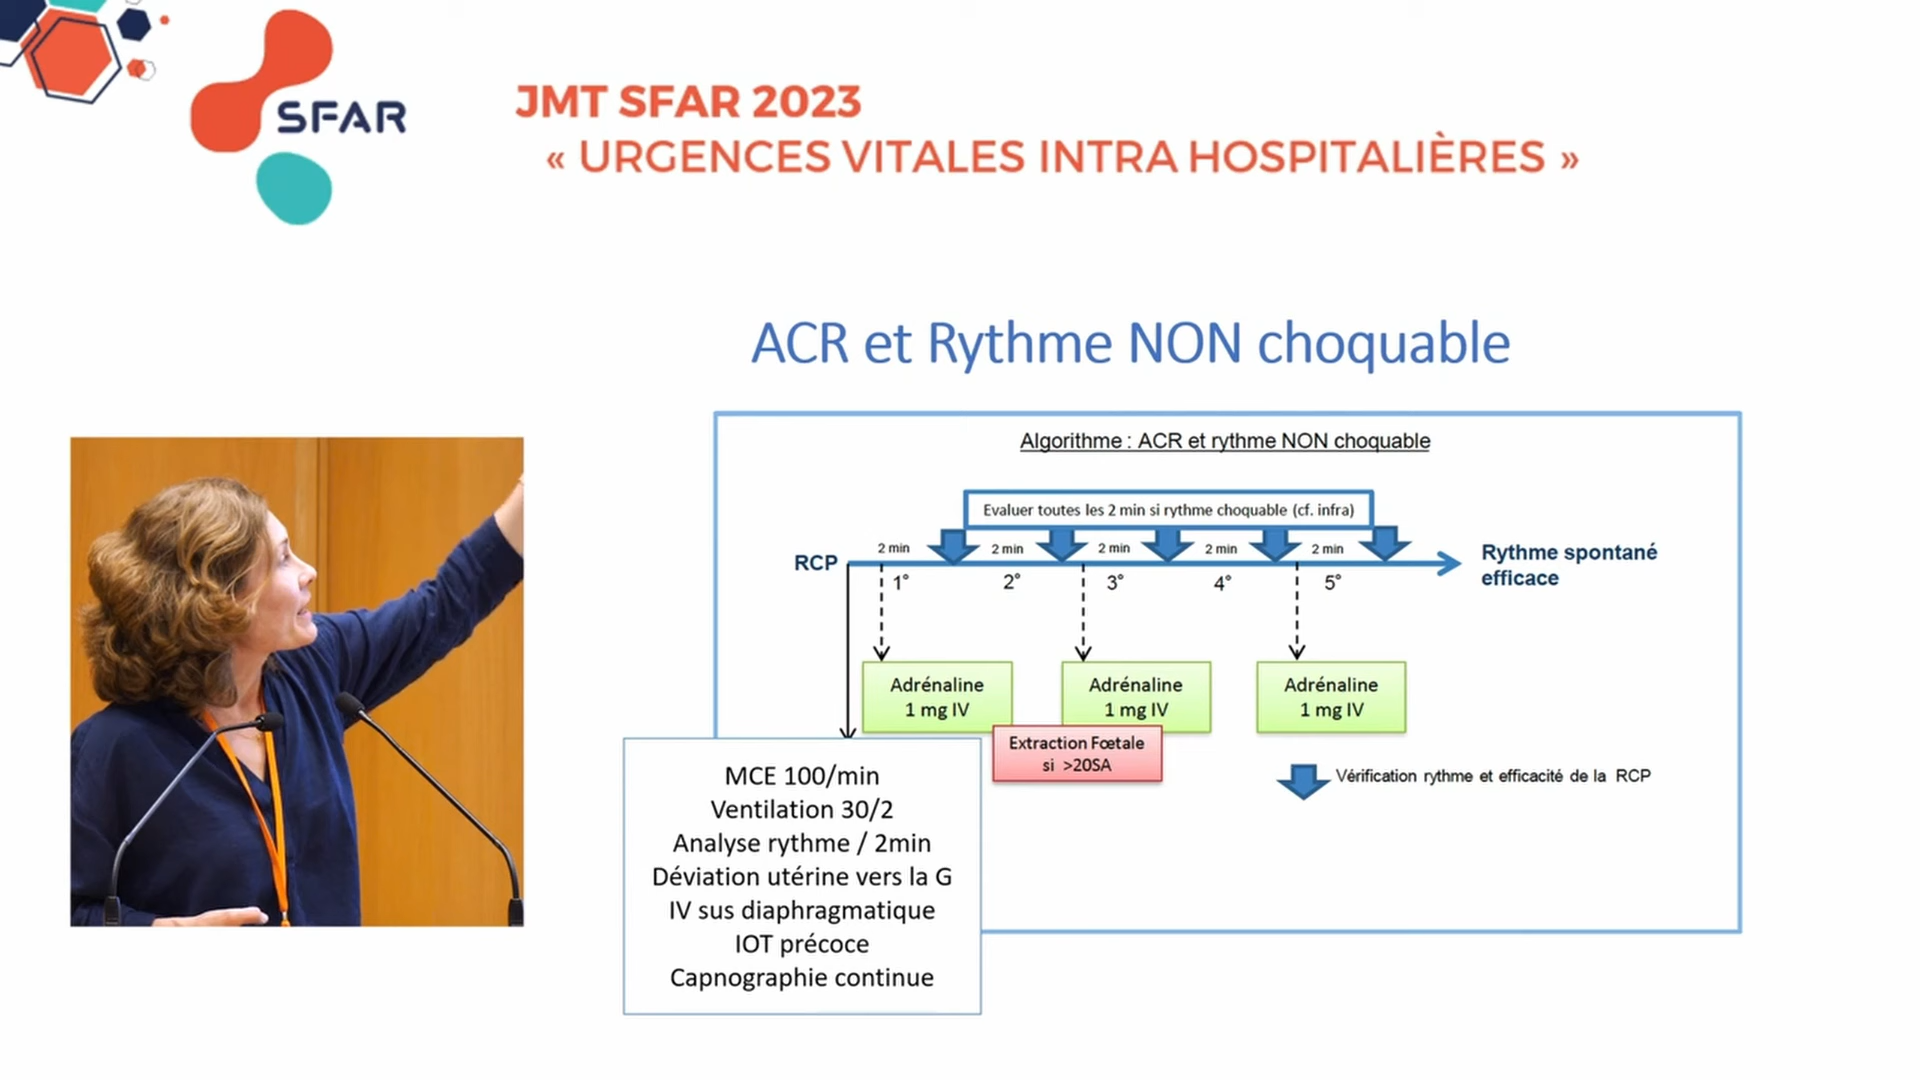 SFAR
JMT SFAR 2023
« URGENCES VITALES INTRA HOSPITALIÈRES »
ACR et Rythme NON choquable
Algorithme : ACR et rythme NON choquable
Evaluer toutes les 2 min si rythme choquable (cf. infra)
2 min
2 min
2 min
2 min
2 min
RCP
Rythme spontané
efficace
1°
2°
3°
4°
5°
Adrénaline
1 mg IV
Adrénaline
1 mg IV
Adrénaline
1 mg IV
Extraction Fœtale
si >20SA
Vérification rythme et efficacité de la RCP
MCE 100/min
Ventilation 30/2
Analyse rythme / 2min
Déviation utérine vers la G
IV sus diaphragmatique
IOT précoce
Capnographie continue